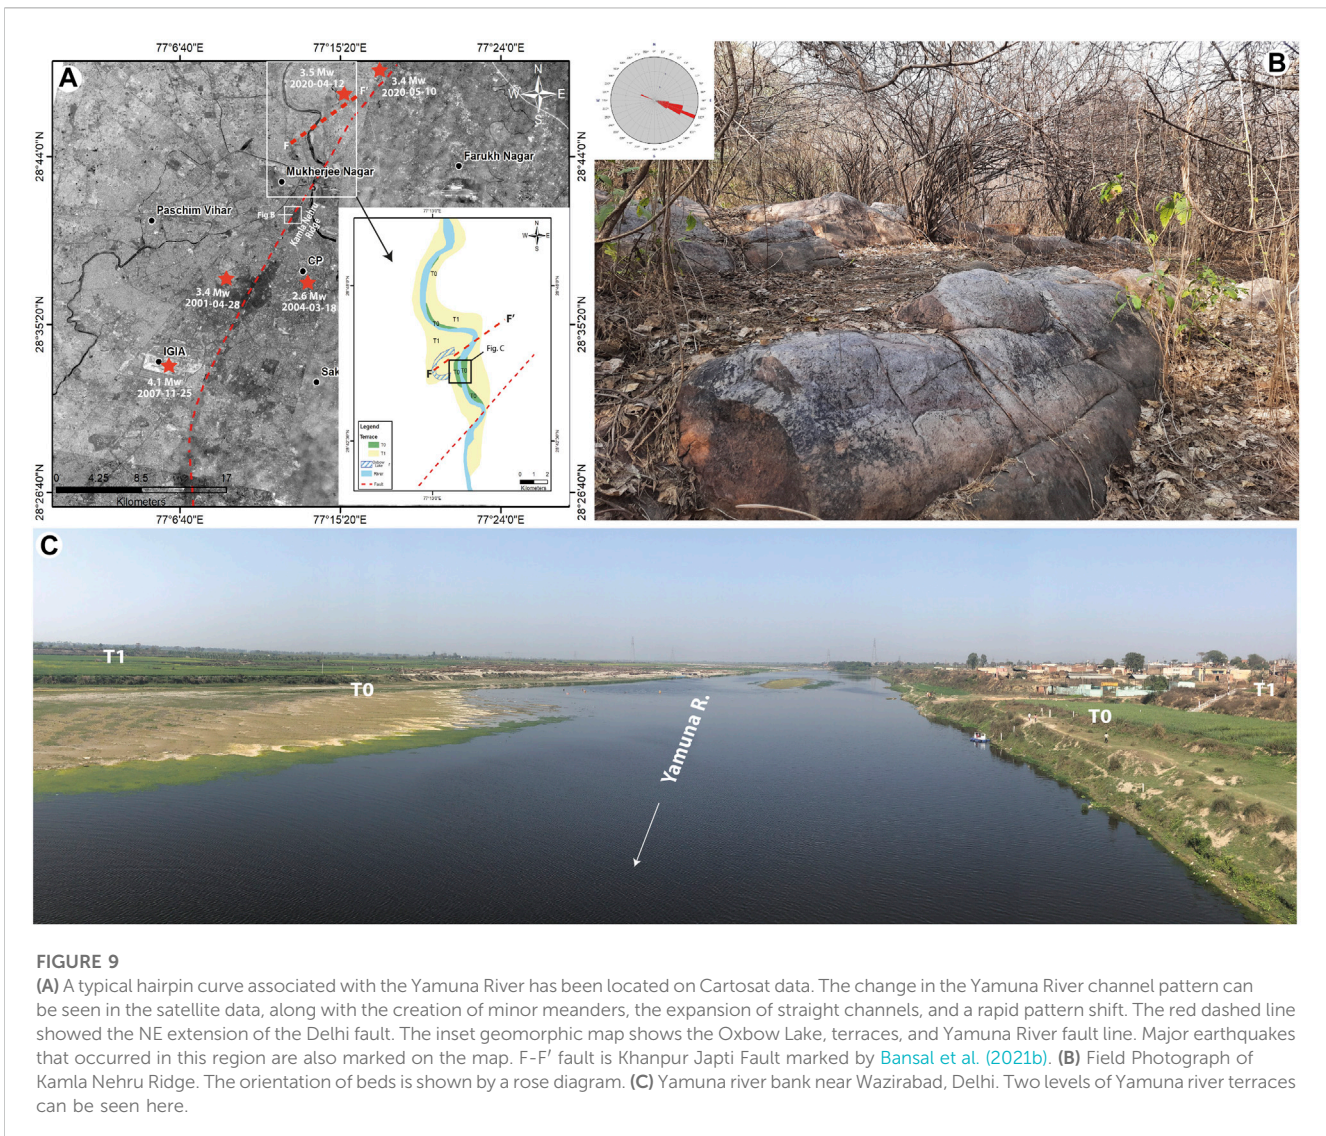 77°6'40"E
77°15'20"E
77°24'0"E
A
3.5 Mw
2020-04-12
F'
3.4 Mw
2020-05-10
N
W
E
S
F
28°44'0"N
28°44'0"N
Farukh Nagar
Mukherjee Nagar
Paschim Vihar
Fig B
Kamla Nehru
Ridge
CP
3.4 Mw
2001-04-28
2.6 Mw
2004-03-18
28°35'20"N
28°35'20"N
IGIA
4.1 Mw
2007-11-25
Sak
0 4.25 8.5 17
Kilometers
28°26'40"N
28°26'40"N
77°6'40"E
77°15'20"E
77°24'0"E
N
W
E
S
T0
T1
T0
T1
F'
Fig. C
F
T0
T0
T0
Legend
Terrace
T0
T1
River
Fault
0 1 2
Kilometers
B
C
T1
T0
Yamuna R.
T0
T1
FIGURE 9
(A) A typical hairpin curve associated with the Yamuna River has been located on Cartosat data. The change in the Yamuna River channel pattern can
be seen in the satellite data, along with the creation of minor meanders, the expansion of straight channels, and a rapid pattern shift. The red dashed line
showed the NE extension of the Delhi fault. The inset geomorphic map shows the Oxbow Lake, terraces, and Yamuna River fault line. Major earthquakes
that occurred in this region are also marked on the map. F-F′ fault is Khanpur Japti Fault marked by Bansal et al. (2021b). (B) Field Photograph of
Kamla Nehru Ridge. The orientation of beds is shown by a rose diagram. (C) Yamuna river bank near Wazirabad, Delhi. Two levels of Yamuna river terraces
can be seen here.